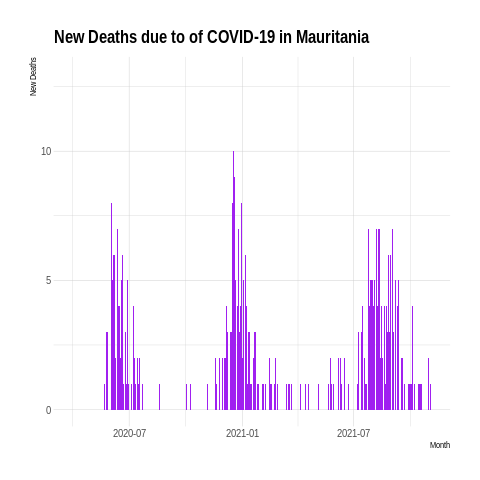 New Deaths due to of COVID-19 in Mauritania
New Deaths
10
5
0
2020-07 2021-01 2021-07
Month